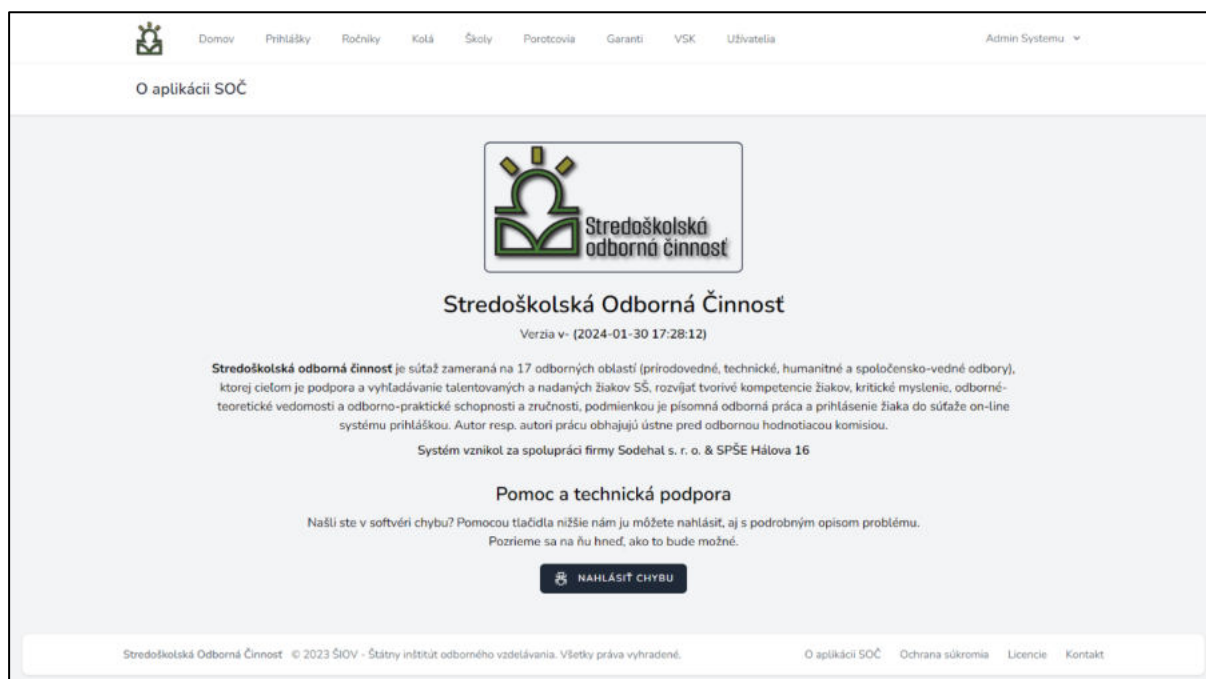 Domov Prihlášky Ročníky Kolá Školy Porotcovia Garanti VSK Užívatelia Admin Systemu
O aplikácii SOČ
Stredoškolská
odborná činnosť
Stredoškolská Odborná Činnosť
Verzia v- (2024-01-30 17:28:12)
Stredoškolská odborná činnosť je súťaž zameraná na 17 odborných oblastí (prírodovedné, technické, humanitné a spoločensko-vedné odbory),
ktorej cieľom je podpora a vyhľadávanie talentovaných a nadaných žiakov SŠ, rozvíjať tvorivé kompetencie žiakov, kritické myslenie, odborné-
teoretické vedomosti a odborno-praktické schopnosti a zručnosti, podmienkou je písomná odborná práca a prihlásenie žiaka do súťaže on-line
systému prihláškou. Autor resp. autori prácu obhajujú ústne pred odbornou hodnotiacou komisiou.
Systém vznikol za spolupráci firmy Sodehal s. r. o. & SPŠE Hálova 16
Pomoc a technická podpora
Našli ste v softvéri chybu? Pomocou tlačidla nižšie nám ju môžete nahlásiť, aj s podrobným opisom problému.
Pozrieme sa na ňu hneď, ako to bude možné.
NAHLÁSIŤ CHYBU
Stredoškolská Odborná Činnosť © 2023 ŠIOV - Štátny inštitút odborného vzdelávania. Všetky práva vyhradené. O aplikácii SOČ Ochrana súkromia Licencie Kontakt